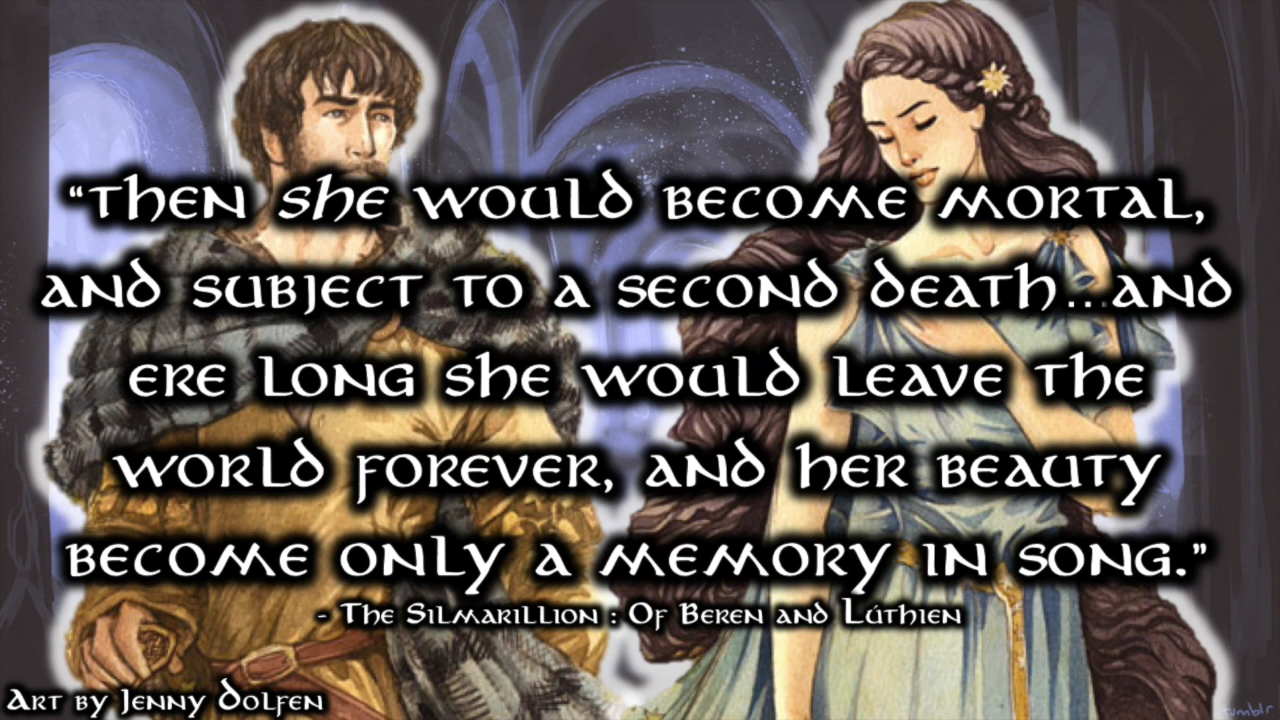 “Then she would become mortal,
and subject to a second death...and
ere long she would leave the
world forever, and her beauty
become only a memory in song.”
- The Silmarillion : Of Beren and Lúthien
Art by Jenny Dolfen
tumblr